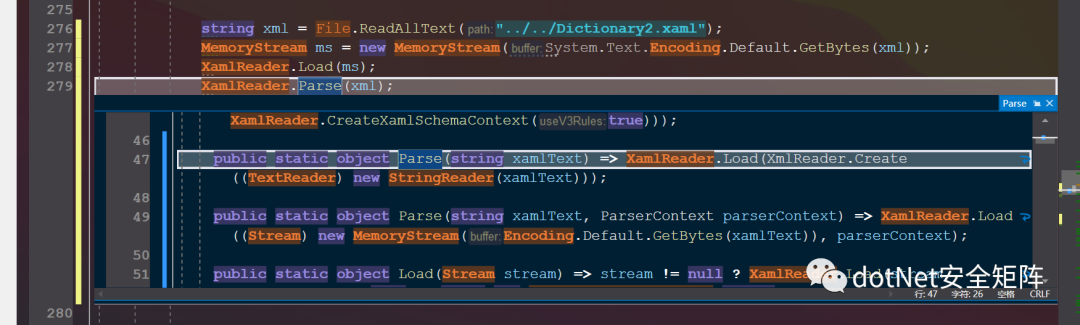 275
276 string xml = File.ReadAllText(path:"../../Dictionary2.xaml");
277 MemoryStream ms = new MemoryStream(buffer:System.Text.Encoding.Default.GetBytes(xml));
278 XamlReader.Load(ms);
279 XamlReader.Parse(xml);
Parse
XamlReader.CreateXamlSchemaContext(useV3Rules:true)));
46
47 public static object Parse(string xamlText) => XamlReader.Load(XmlReader.Create
((TextReader) new StringReader(xamlText)));
48
49 public static object Parse(string xamlText, ParserContext parserContext) => XamlReader.Load
((Stream) new MemoryStream(buffer:Encoding.Default.GetBytes(xamlText)), parserContext);
50
51 public static object Load(Stream stream) => stream != null ? XamlReader.Load(stream
dotNet安全矩阵
行: 47 字符: 26 空格 CRLF
280